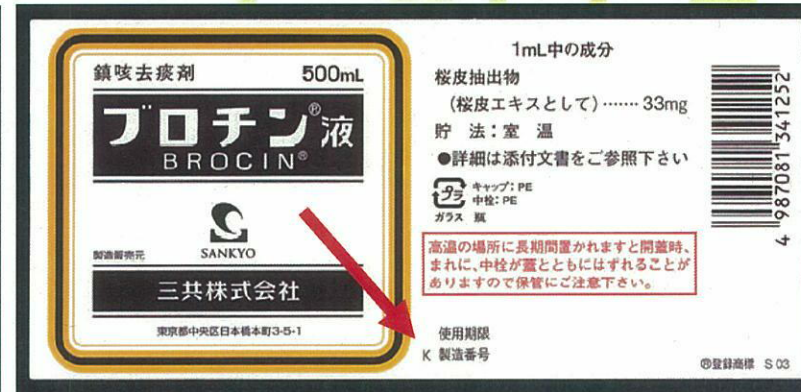 鎮咳去痰剤 500mL
ブロチン®液
BROCIN®
SANKYO
製造販売元
三共株式会社
東京都中央区日本橋本町3-5-1
1mL中の成分
桜皮抽出物
(桜皮エキスとして)…… 33mg
貯 法：室 温
●詳細は添付文書をご参照下さい
プラ
キャップ：PE
中栓：PE
ガラス 瓶
高温の場所に長期間置かれますと開蓋時、
まれに、中栓が蓋とともにはずれることが
ありますので保管にご注意下さい。
使用期限
K 製造番号
4 987081 341252
®登録商標 S 03